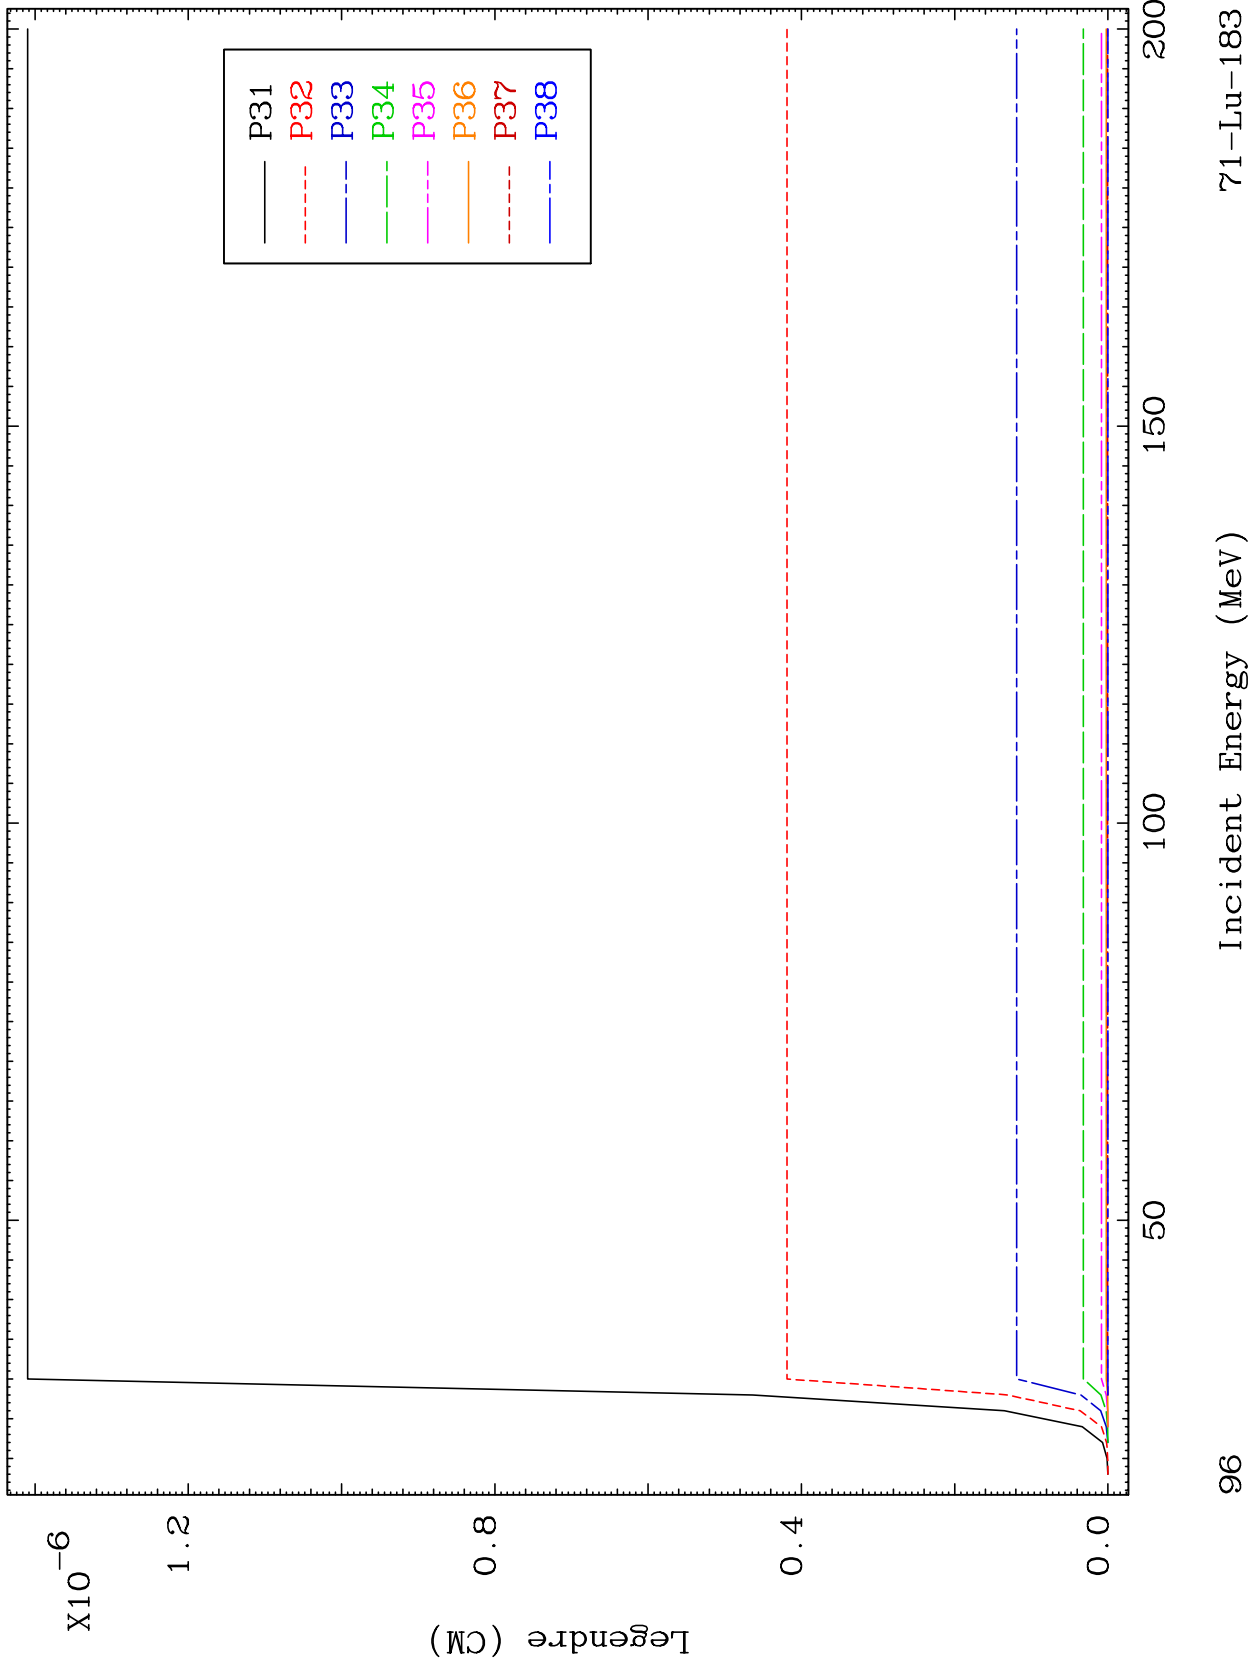 X10-6
1.2
0.8
0.4
0.0
Legendre (CM)
P31
P32
P33
P34
P35
P36
P37
P38
50
100
150
200
Incident Energy (MeV)
96
71-Lu-183